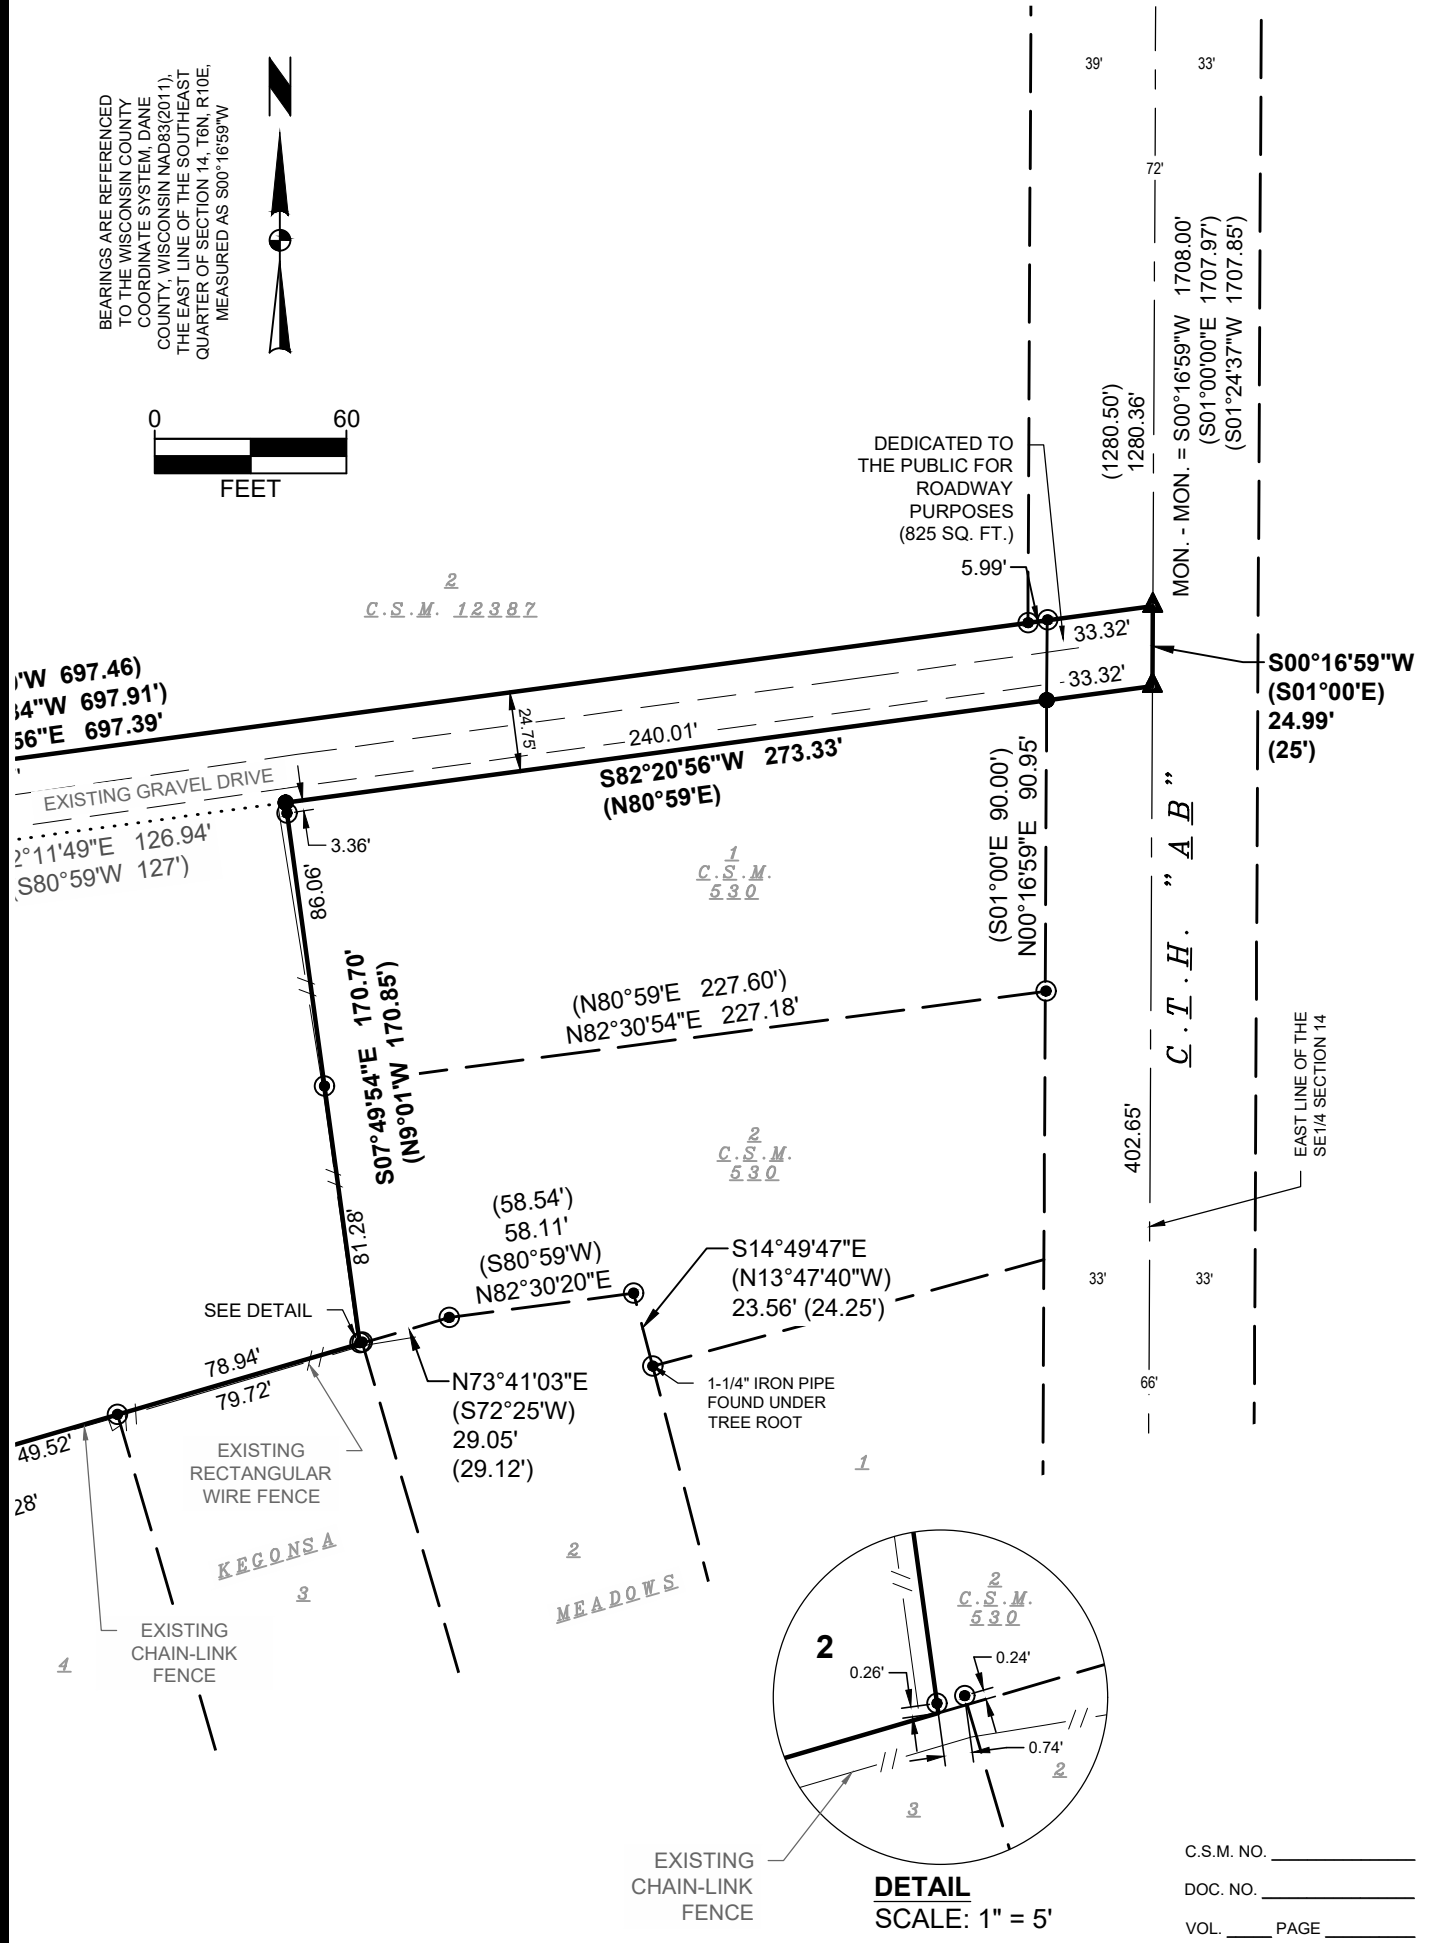 BEARINGS ARE REFERENCED
TO THE WISCONSIN COUNTY
COORDINATE SYSTEM, DANE
COUNTY, WISCONSIN NAD83(2011),
THE EAST LINE OF THE SOUTHEAST
QUARTER OF SECTION 14, T6N, R10E,
MEASURED AS S00°16'59"W
N
0 60
FEET
39' 33'
72'
MON. - MON. = S00°16'59"W 1708.00'
(S01°00'00"E 1707.97')
(S01°24'37"W 1707.85')
(1280.50')
1280.36'
DEDICATED TO
THE PUBLIC FOR
ROADWAY
PURPOSES
(825 SQ. FT.)
5.99'
33.32'
33.32'
S00°16'59"W
(S01°00'E)
24.99'
(25')
2
C.S.M. 12387
'W 697.46)
34"W 697.91')
56"E 697.39'
'
24.75'
240.01'
S82°20'56"W 273.33'
(N80°59'E)
EXISTING GRAVEL DRIVE
2°11'49"E 126.94'
(S80°59'W 127')
3.36'
86.06'
1
C.S.M.
530
(S01°00'E 90.00')
N00°16'59"E 90.95'
C.T.H. "AB"
S07°49'54"E 170.70'
(N9°01'W 170.85')
(N80°59'E 227.60')
N82°30'54"E 227.18'
EAST LINE OF THE
SE1/4 SECTION 14
402.65'
2
C.S.M.
530
81.28'
(58.54')
58.11'
(S80°59'W)
N82°30'20"E
S14°49'47"E
(N13°47'40"W)
23.56' (24.25')
33' 33'
66'
SEE DETAIL
78.94'
79.72'
N73°41'03"E
(S72°25'W)
29.05'
(29.12')
1-1/4" IRON PIPE
FOUND UNDER
TREE ROOT
49.52'
28'
EXISTING
RECTANGULAR
WIRE FENCE
1
KEGONSA
3
2
MEADOWS
EXISTING
CHAIN-LINK
FENCE
4
2
2
C.S.M.
530
0.26'
0.24'
0.74'
2
3
EXISTING
CHAIN-LINK
FENCE
DETAIL
SCALE: 1" = 5'
C.S.M. NO.
DOC. NO.
VOL. PAGE